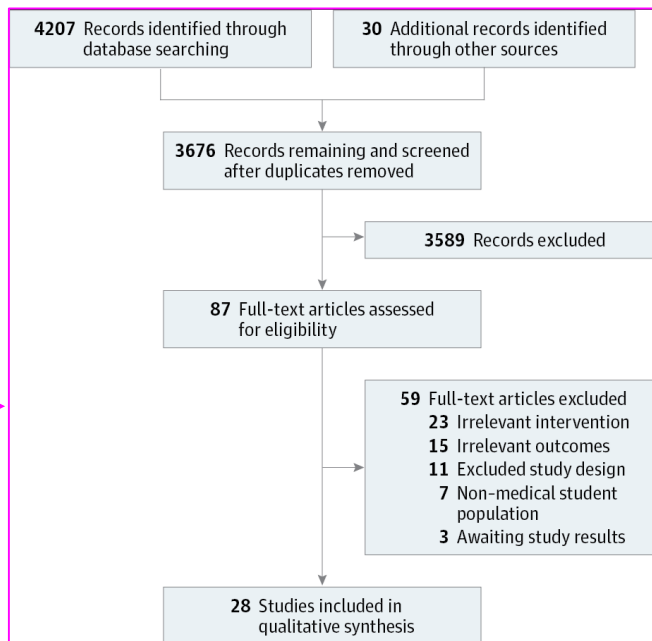 4207 Records identified through
database searching
30 Additional records identified
through other sources
3676 Records remaining and screened
after duplicates removed
3589 Records excluded
87 Full-text articles assessed
for eligibility
59 Full-text articles excluded
23 Irrelevant intervention
15 Irrelevant outcomes
11 Excluded study design
7 Non-medical student
population
3 Awaiting study results
28 Studies included in
qualitative synthesis